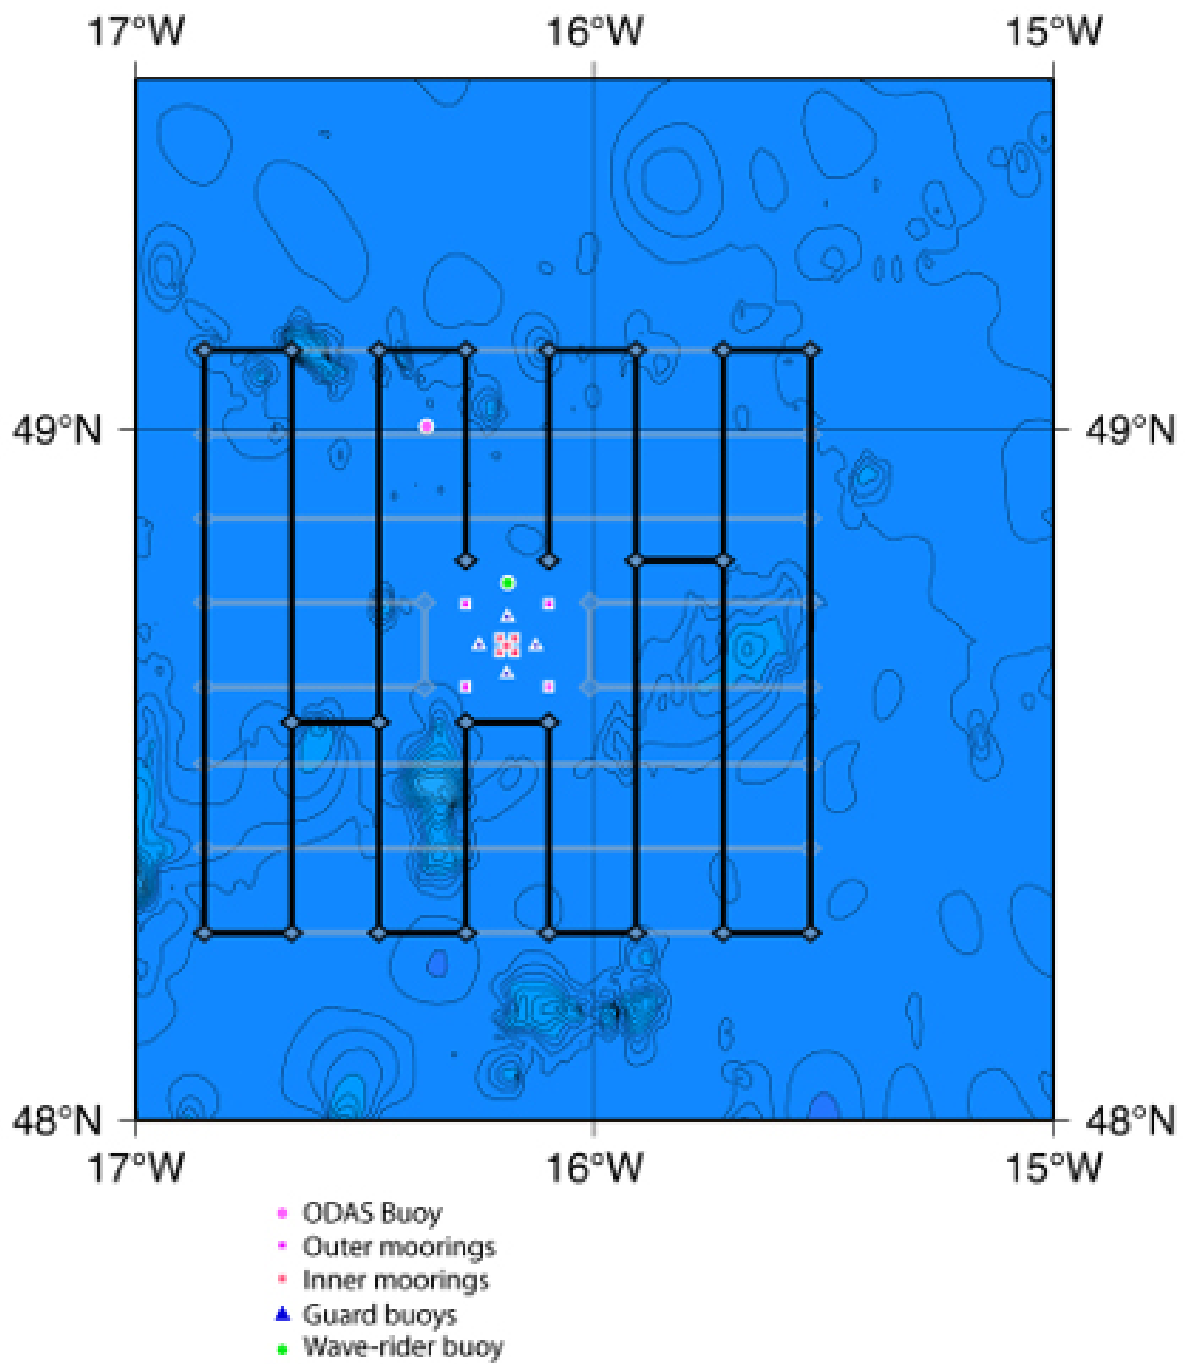 17°W 16°W 15°W
49°N 49°N
48°N 48°N
17°W 16°W 15°W
ODAS Buoy
Outer moorings
Inner moorings
Guard buoys
Wave-rider buoy